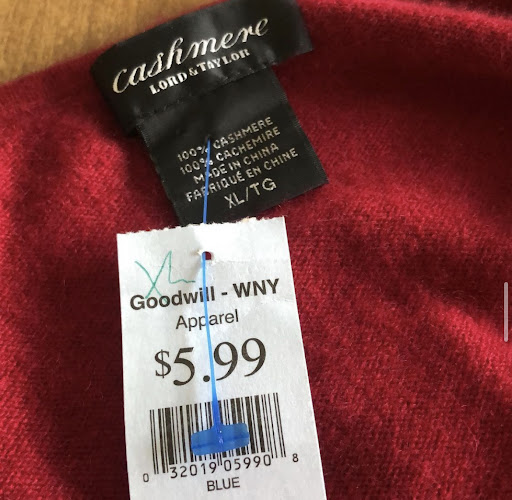 cashmere
LORD & TAYLOR
100% CASHMERE
100% CACHEMIRE
MADE IN CHINA
FABRIQUÉ EN CHINE
XL/TG
XL
Goodwill - WNY
Apparel
$5.99
0 32019 05990 8
BLUE